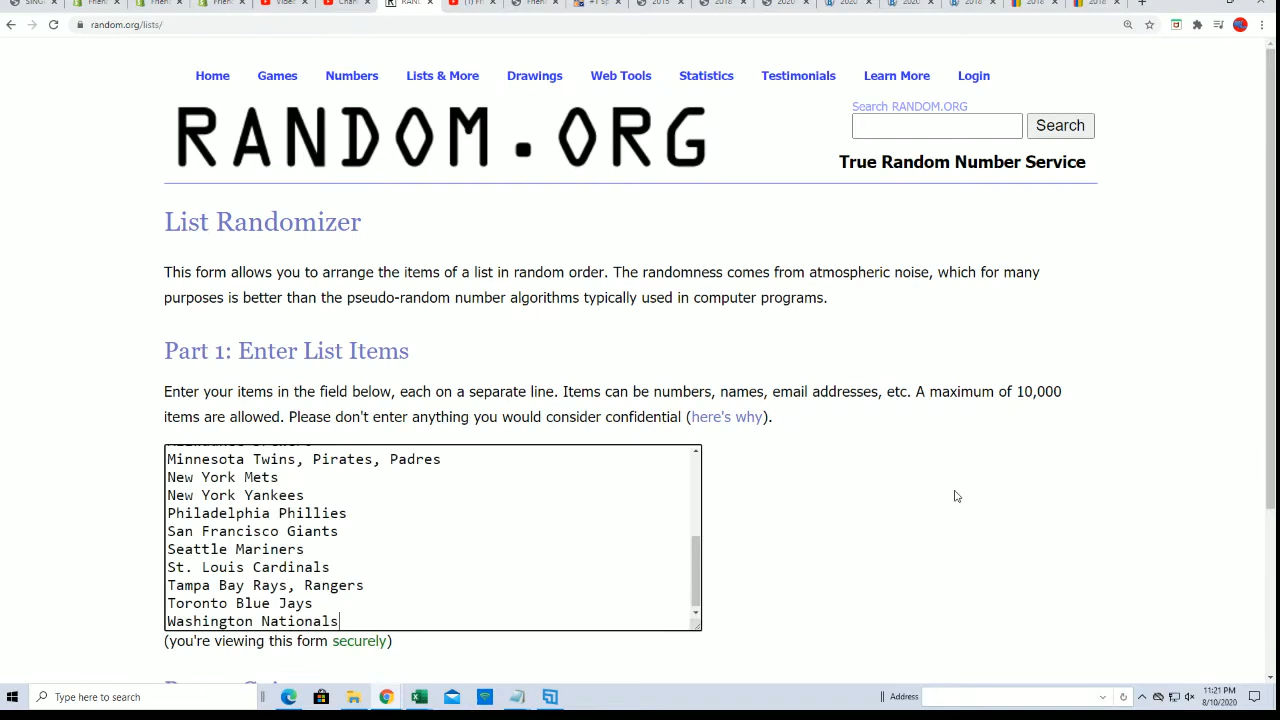 random.org/lists/
Home Games Numbers Lists & More Drawings Web Tools Statistics Testimonials Learn More Login
RANDOM.ORG
Search RANDOM.ORG
Search
True Random Number Service
List Randomizer
This form allows you to arrange the items of a list in random order. The randomness comes from atmospheric noise, which for many
purposes is better than the pseudo-random number algorithms typically used in computer programs.
Part 1: Enter List Items
Enter your items in the field below, each on a separate line. Items can be numbers, names, email addresses, etc. A maximum of 10,000
items are allowed. Please don't enter anything you would consider confidential (here's why).
Minnesota Twins, Pirates, Padres
New York Mets
New York Yankees
Philadelphia Phillies
San Francisco Giants
Seattle Mariners
St. Louis Cardinals
Tampa Bay Rays, Rangers
Toronto Blue Jays
Washington Nationals
(you're viewing this form securely)
Type here to search
Address
11:21 PM
8/10/2020